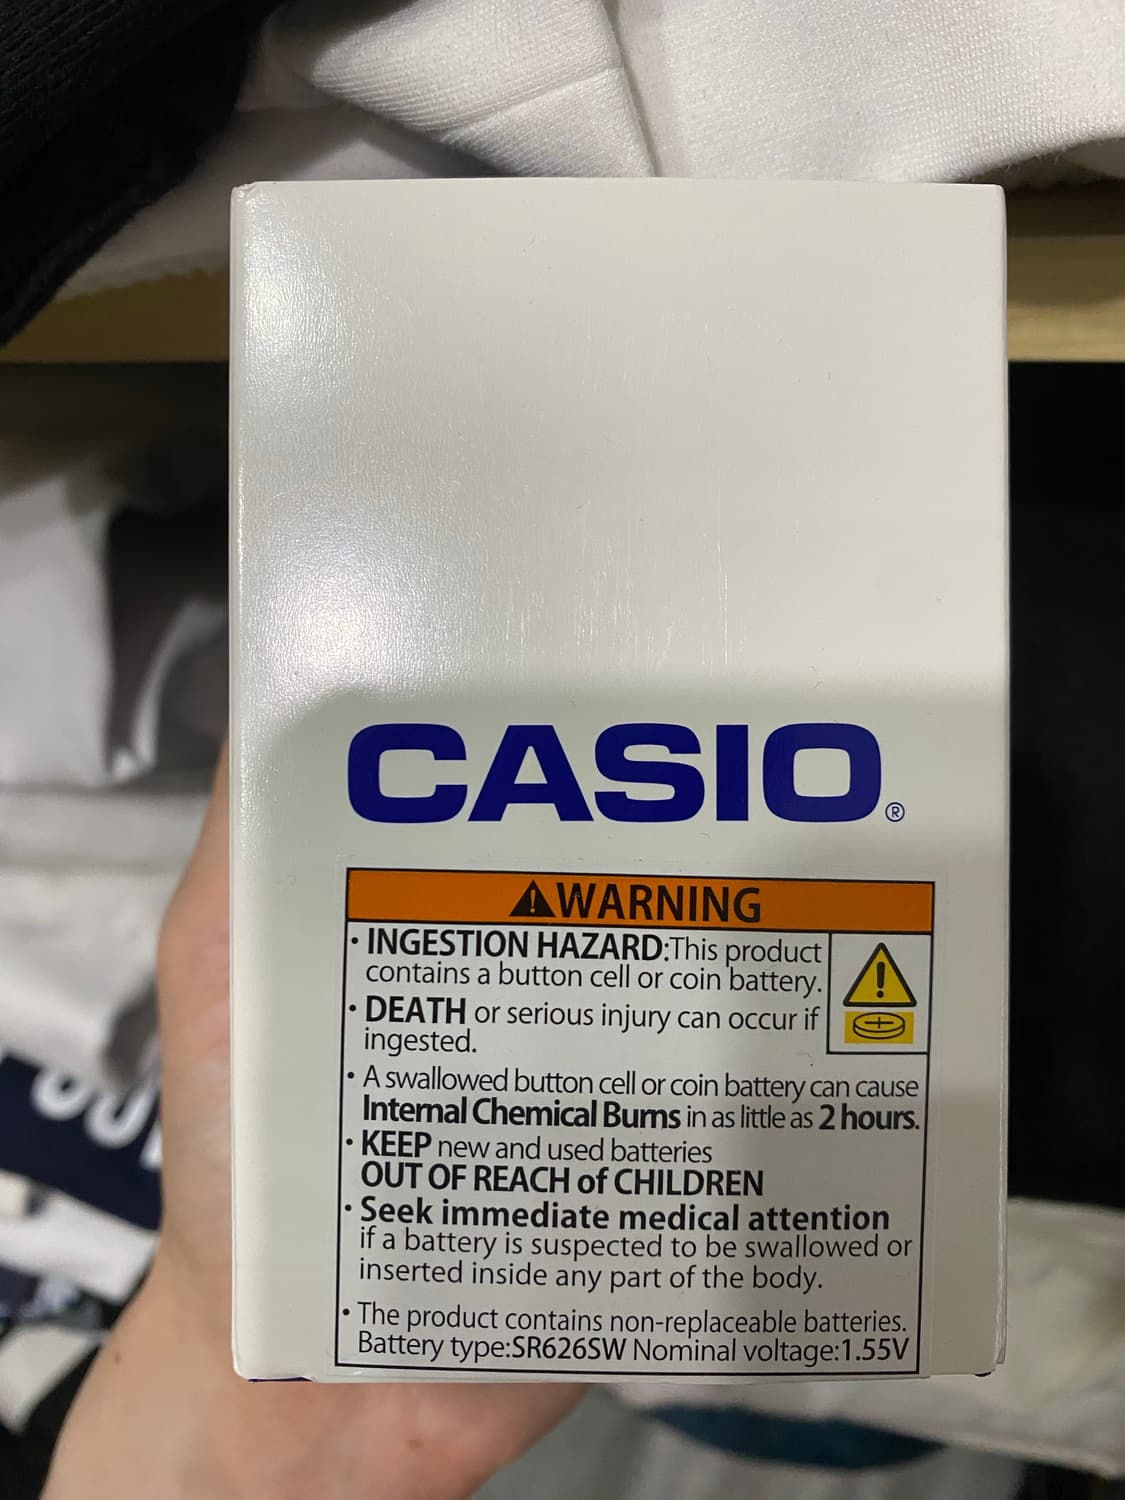 CASIO®
⚠WARNING
· INGESTION HAZARD:This product
contains a button cell or coin battery.
· DEATH or serious injury can occur if
ingested.
· A swallowed button cell or coin battery can cause
Internal Chemical Burns in as little as 2 hours.
· KEEP new and used batteries
OUT OF REACH of CHILDREN
· Seek immediate medical attention
if a battery is suspected to be swallowed or
inserted inside any part of the body.
· The product contains non-replaceable batteries.
Battery type:SR626SW Nominal voltage:1.55V